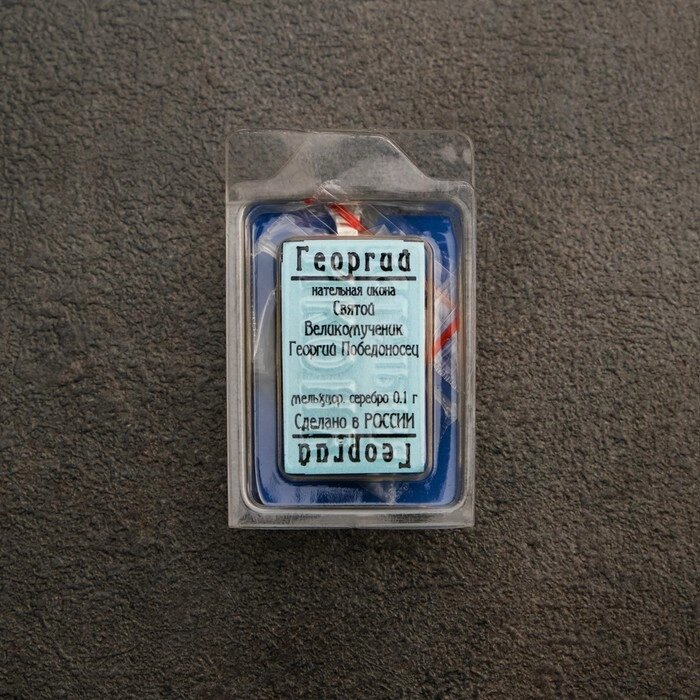 Георгий
нательная икона
Святой
Великомученик
Георгий Победоносец
мельхиор. серебро 0.1 г
Сделано в РОССИИ
Георгий